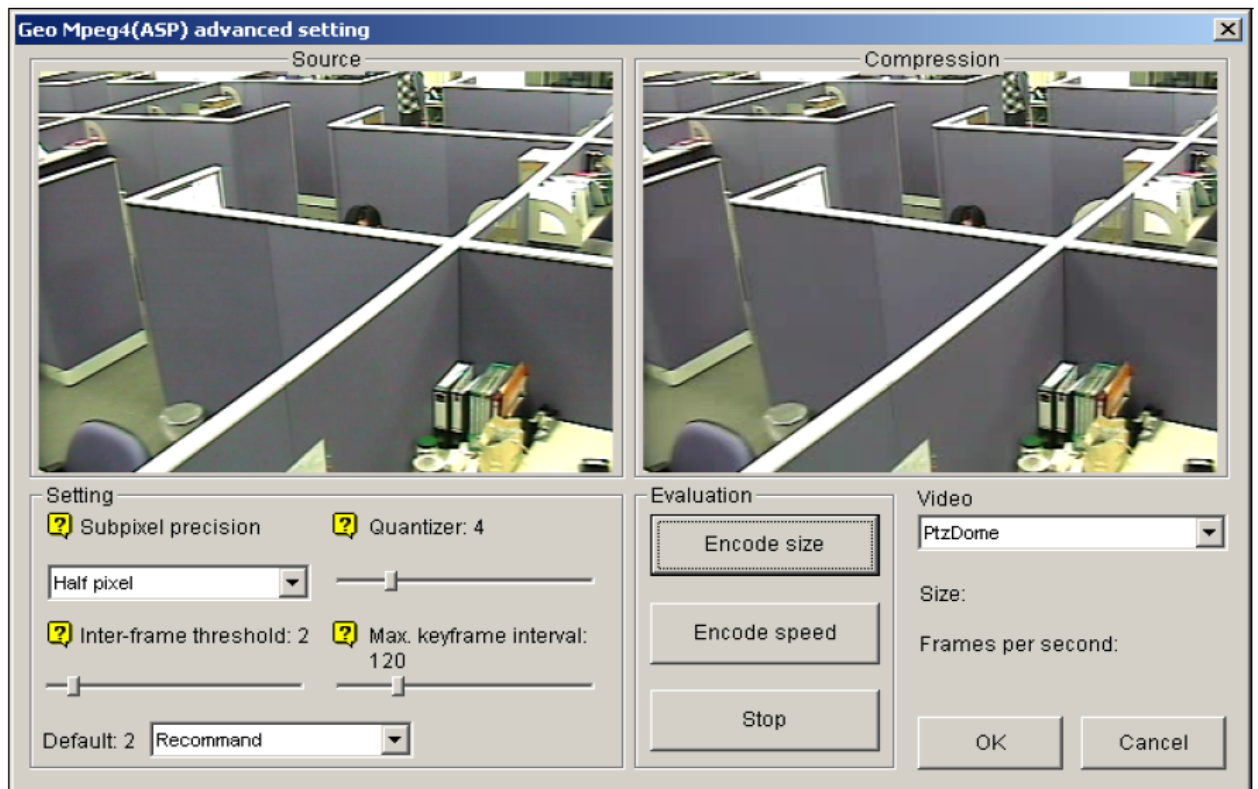 Geo Mpeg4(ASP) advanced setting
Source
Compression
Setting
Subpixel precision
Quantizer: 4
Half pixel
Inter-frame threshold: 2
Max. keyframe interval:
120
Default: 2
Recommand
Evaluation
Encode size
Encode speed
Stop
Video
PtzDome
Size:
Frames per second:
OK
Cancel